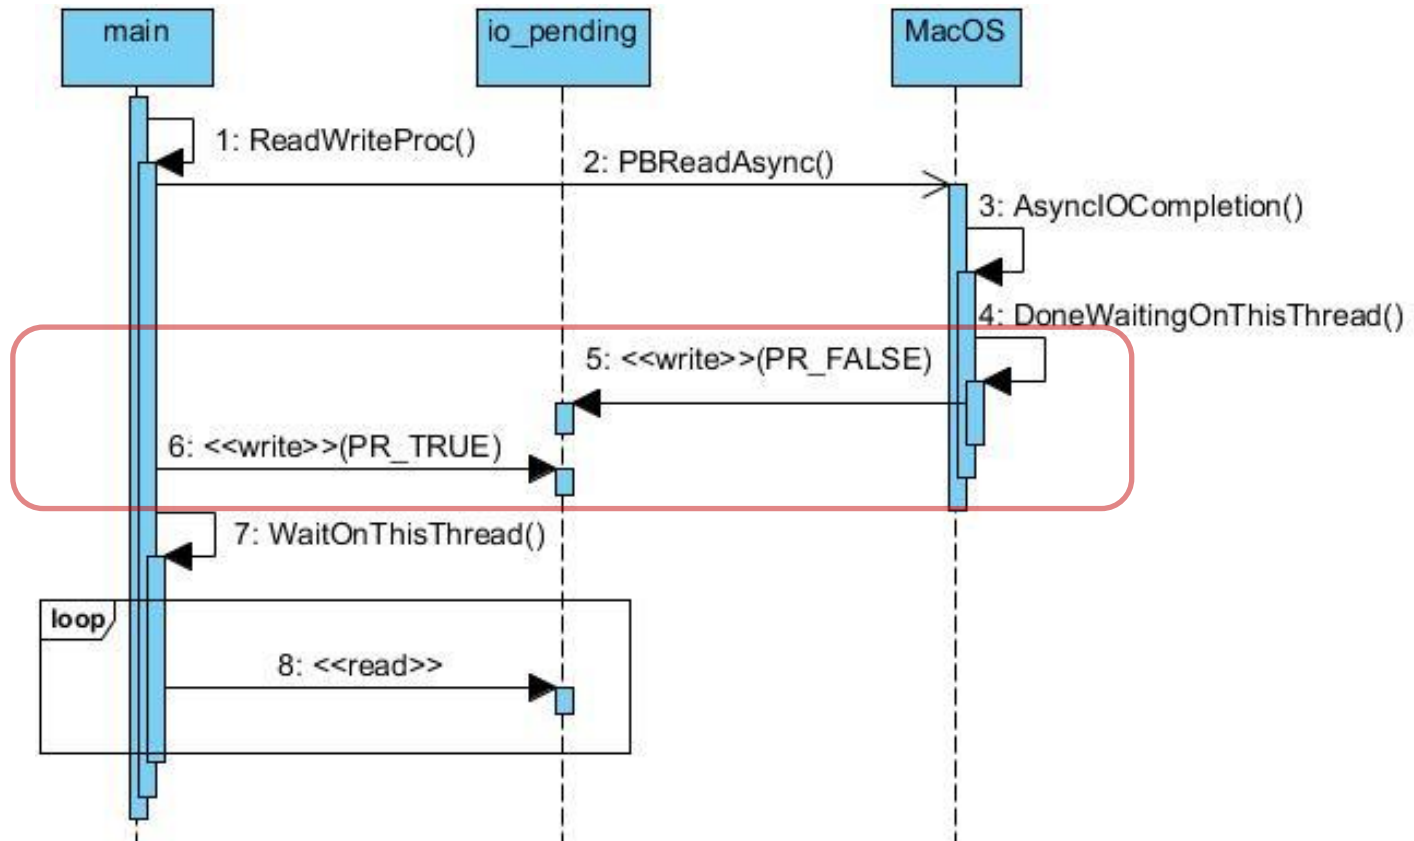 main
io_pending
MacOS
1: ReadWriteProc()
2: PBReadAsync()
3: AsyncIOCompletion()
4: DoneWaitingOnThisThread()
5: <<write>>(PR_FALSE)
6: <<write>>(PR_TRUE)
7: WaitOnThisThread()
loop
8: <<read>>